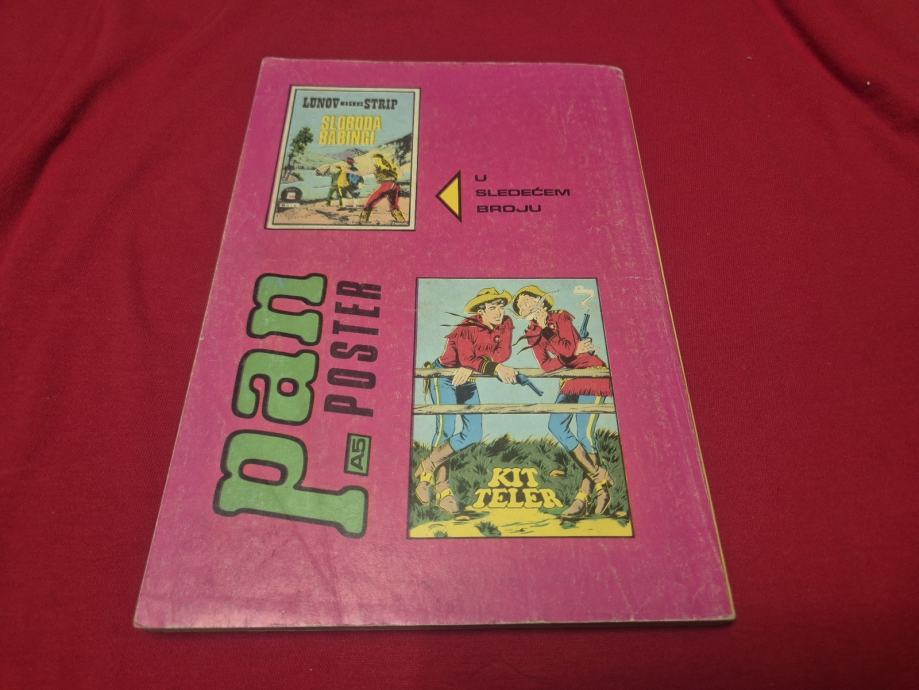 LUNOV MAGNUS STRIP
SLOBODA
BABINGI
U
SLEDEĆEM
BROJU
pan
POSTER
A5
KIT
TELER